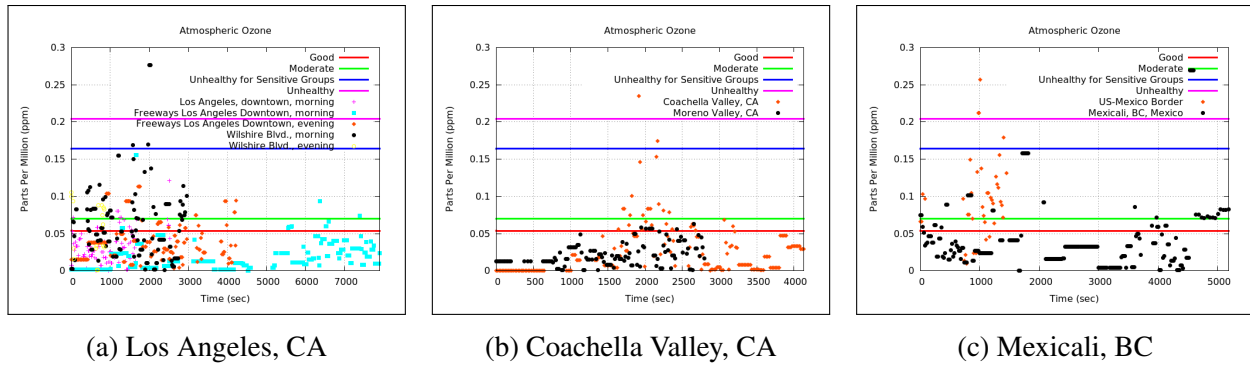 Atmospheric Ozone
Parts Per Million (ppm)
0.3
0.25
0.2
0.15
0.1
0.05
0
Good
Moderate
Unhealthy for Sensitive Groups
Unhealthy
Los Angeles, downtown, morning
Freeways Los Angeles Downtown, morning
Freeways Los Angeles Downtown, evening
Wilshire Blvd., morning
Wilshire Blvd., evening
0 1000 2000 3000 4000 5000 6000 7000
Time (sec)
(a) Los Angeles, CA
Atmospheric Ozone
Parts Per Million (ppm)
0.3
0.25
0.2
0.15
0.1
0.05
0
Good
Moderate
Unhealthy for Sensitive Groups
Unhealthy
Coachella Valley, CA
Moreno Valley, CA
0 500 1000 1500 2000 2500 3000 3500 4000
Time (sec)
(b) Coachella Valley, CA
Atmospheric Ozone
Parts Per Million (ppm)
0.3
0.25
0.2
0.15
0.1
0.05
0
Good
Moderate
Unhealthy for Sensitive Groups
Unhealthy
US-Mexico Border
Mexicali, BC, Mexico
0 1000 2000 3000 4000 5000
Time (sec)
(c) Mexicali, BC